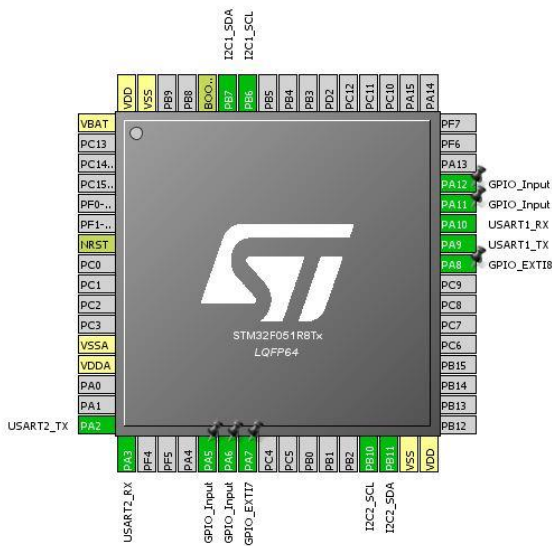 I2C1_SDA
I2C1_SCL
VDD
VSS
PB9
PB8
BOO..
PB7
PB6
PB5
PB4
PB3
PD2
PC12
PC11
PC10
PA15
PA14
VBAT
PC13
PC14..
PC15..
PF0-..
PF1-..
NRST
PC0
PC1
PC2
PC3
VSSA
VDDA
PA0
PA1
USART2_TX PA2
STM32F051R8Tx
LQFP64
PF7
PF6
PA13
PA12 GPIO_Input
PA11 GPIO_Input
PA10 USART1_RX
PA9 USART1_TX
PA8 GPIO_EXTI8
PC9
PC8
PC7
PC6
PB15
PB14
PB13
PB12
PA3
PF4
PF5
PA4
PA5
PA6
PA7
PC4
PC5
PB0
PB1
PB2
PB10
PB11
VSS
VDD
USART2_RX
GPIO_Input
GPIO_Input
GPIO_EXTI7
I2C2_SCL
I2C2_SDA